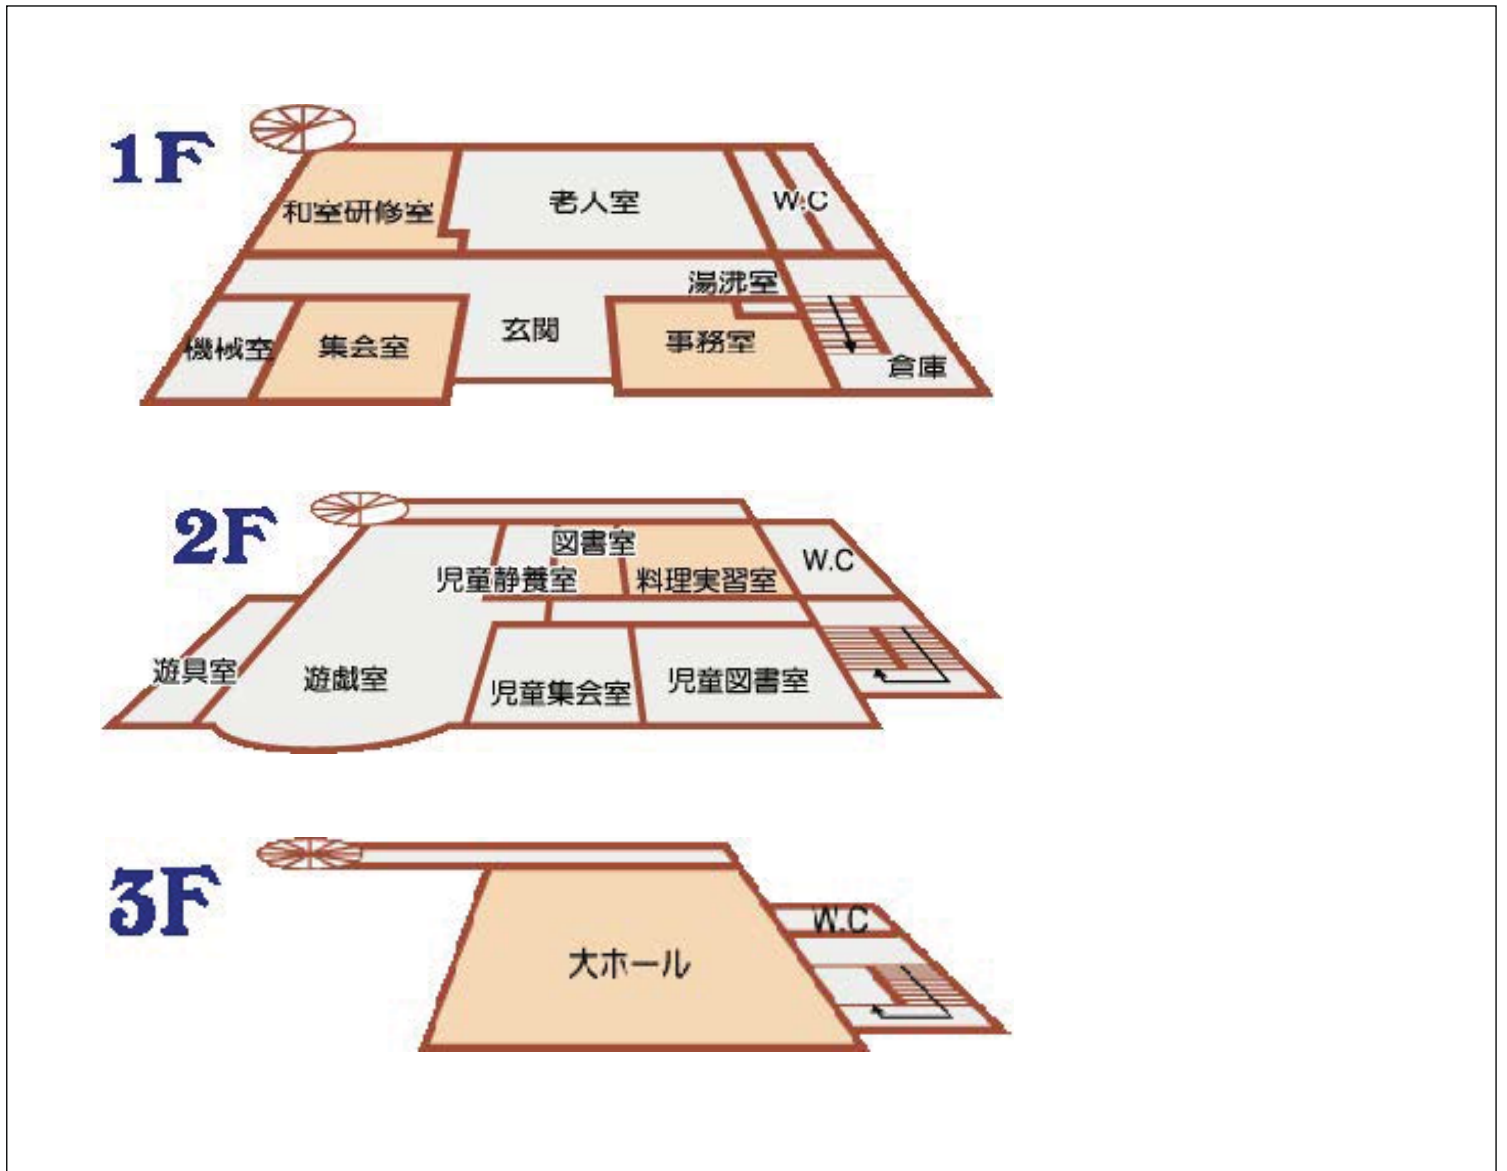 1F
和室研修室
老人室
W.C
湯沸室
機械室
集会室
玄関
事務室
倉庫
2F
図書室
児童静養室
料理実習室
W.C
遊具室
遊戯室
児童集会室
児童図書室
3F
W.C
大ホール